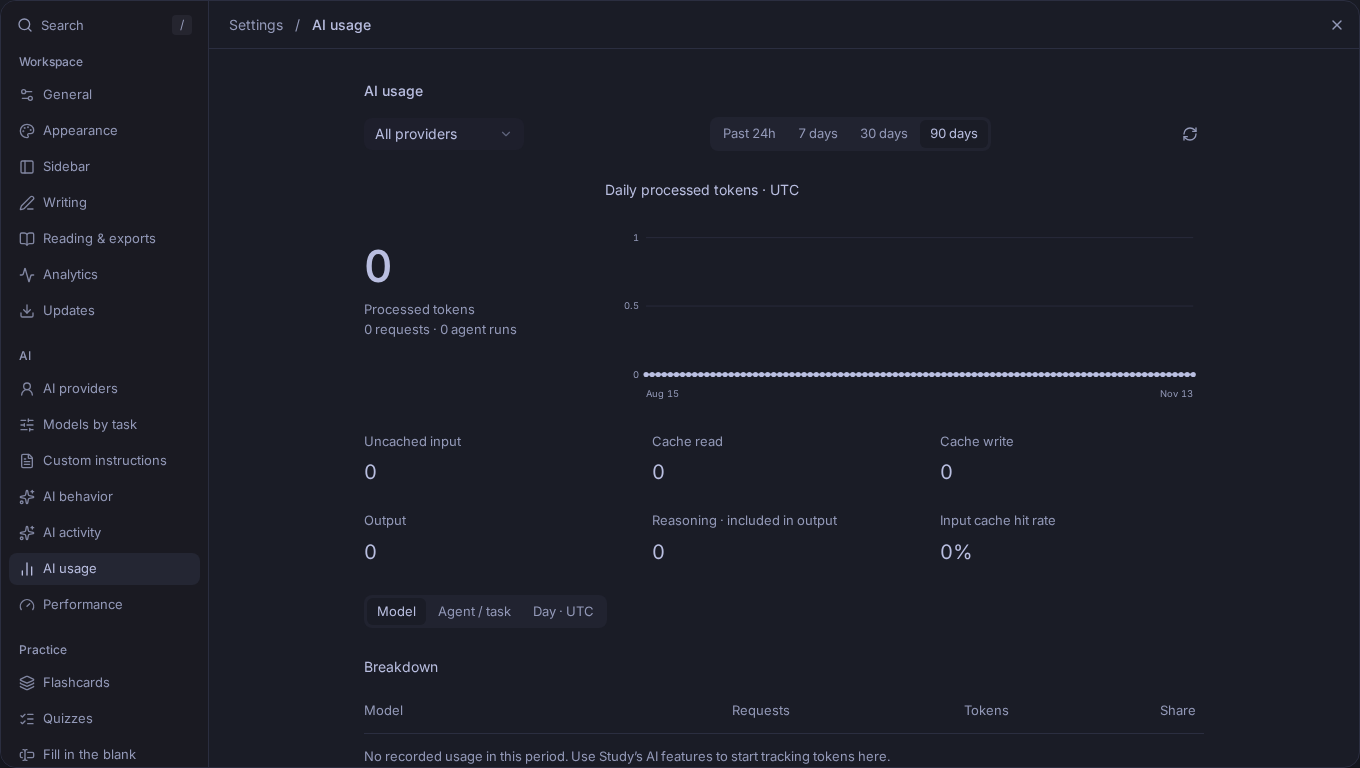 Search
/
Workspace
General
Appearance
Sidebar
Writing
Reading & exports
Analytics
Updates
AI
AI providers
Models by task
Custom instructions
AI behavior
AI activity
AI usage
Performance
Practice
Flashcards
Quizzes
Fill in the blank
Settings / AI usage
AI usage
All providers
Past 24h 7 days 30 days 90 days
Daily processed tokens · UTC
0
Processed tokens
0 requests · 0 agent runs
1
0.5
0
Aug 15 Nov 13
Uncached input Cache read Cache write
0 0 0
Output Reasoning · included in output Input cache hit rate
0 0 0%
Model Agent / task Day · UTC
Breakdown
Model Requests Tokens Share
No recorded usage in this period. Use Study’s AI features to start tracking tokens here.